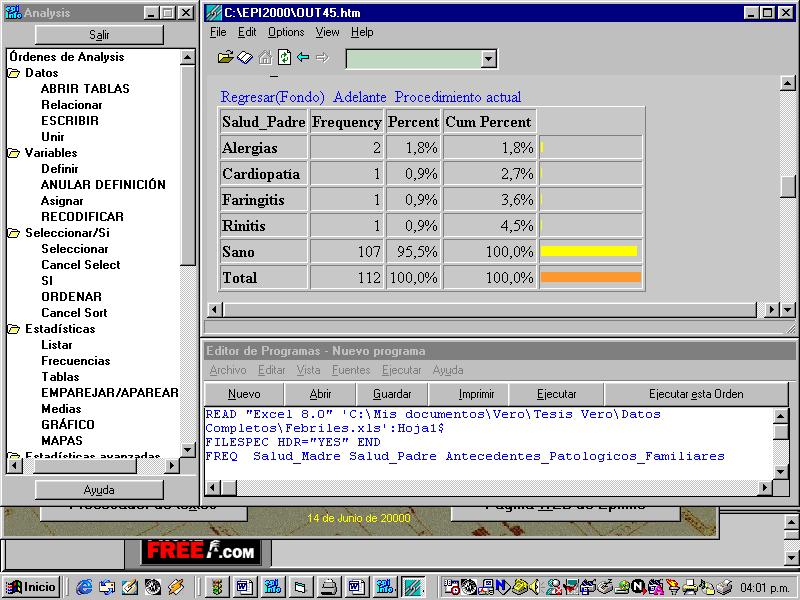 Analysis
Salir
Órdenes de Analysis
Datos
ABRIR TABLAS
Relacionar
ESCRIBIR
Unir
Variables
Definir
ANULAR DEFINICIÓN
Asignar
RECODIFICAR
Seleccionar/Si
Seleccionar
Cancel Select
SI
ORDENAR
Cancel Sort
Estadísticas
Listar
Frecuencias
Tablas
EMPAREJAR/APAREAR
Medias
GRÁFICO
MAPAS
Estadísticas avanzadas
Ayuda
C:\EPI2000\OUT45.htm
File Edit Options View Help
Regresar(Fondo) Adelante Procedimiento actual
Salud_Padre Frequency Percent Cum Percent
Alergias 2 1,8% 1,8%
Cardiopatía 1 0,9% 2,7%
Faringitis 1 0,9% 3,6%
Rinitis 1 0,9% 4,5%
Sano 107 95,5% 100,0%
Total 112 100,0% 100,0%
Editor de Programas - Nuevo programa
Archivo Editar Vista Fuentes Ejecutar Ayuda
Nuevo Abrir Guardar Imprimir Ejecutar Ejecutar esta Orden
READ "Excel 8.0" 'C:\Mis documentos\Vero\Tesis Vero\Datos
Completos\Febriles.xls':Hoja1$
FILESPEC HDR="YES" END
FREQ Salud_Madre Salud_Padre Antecedentes_Patologicos_Familiares
14 de Junio de 20000
FREEi.COM
Inicio
04:01 p.m.